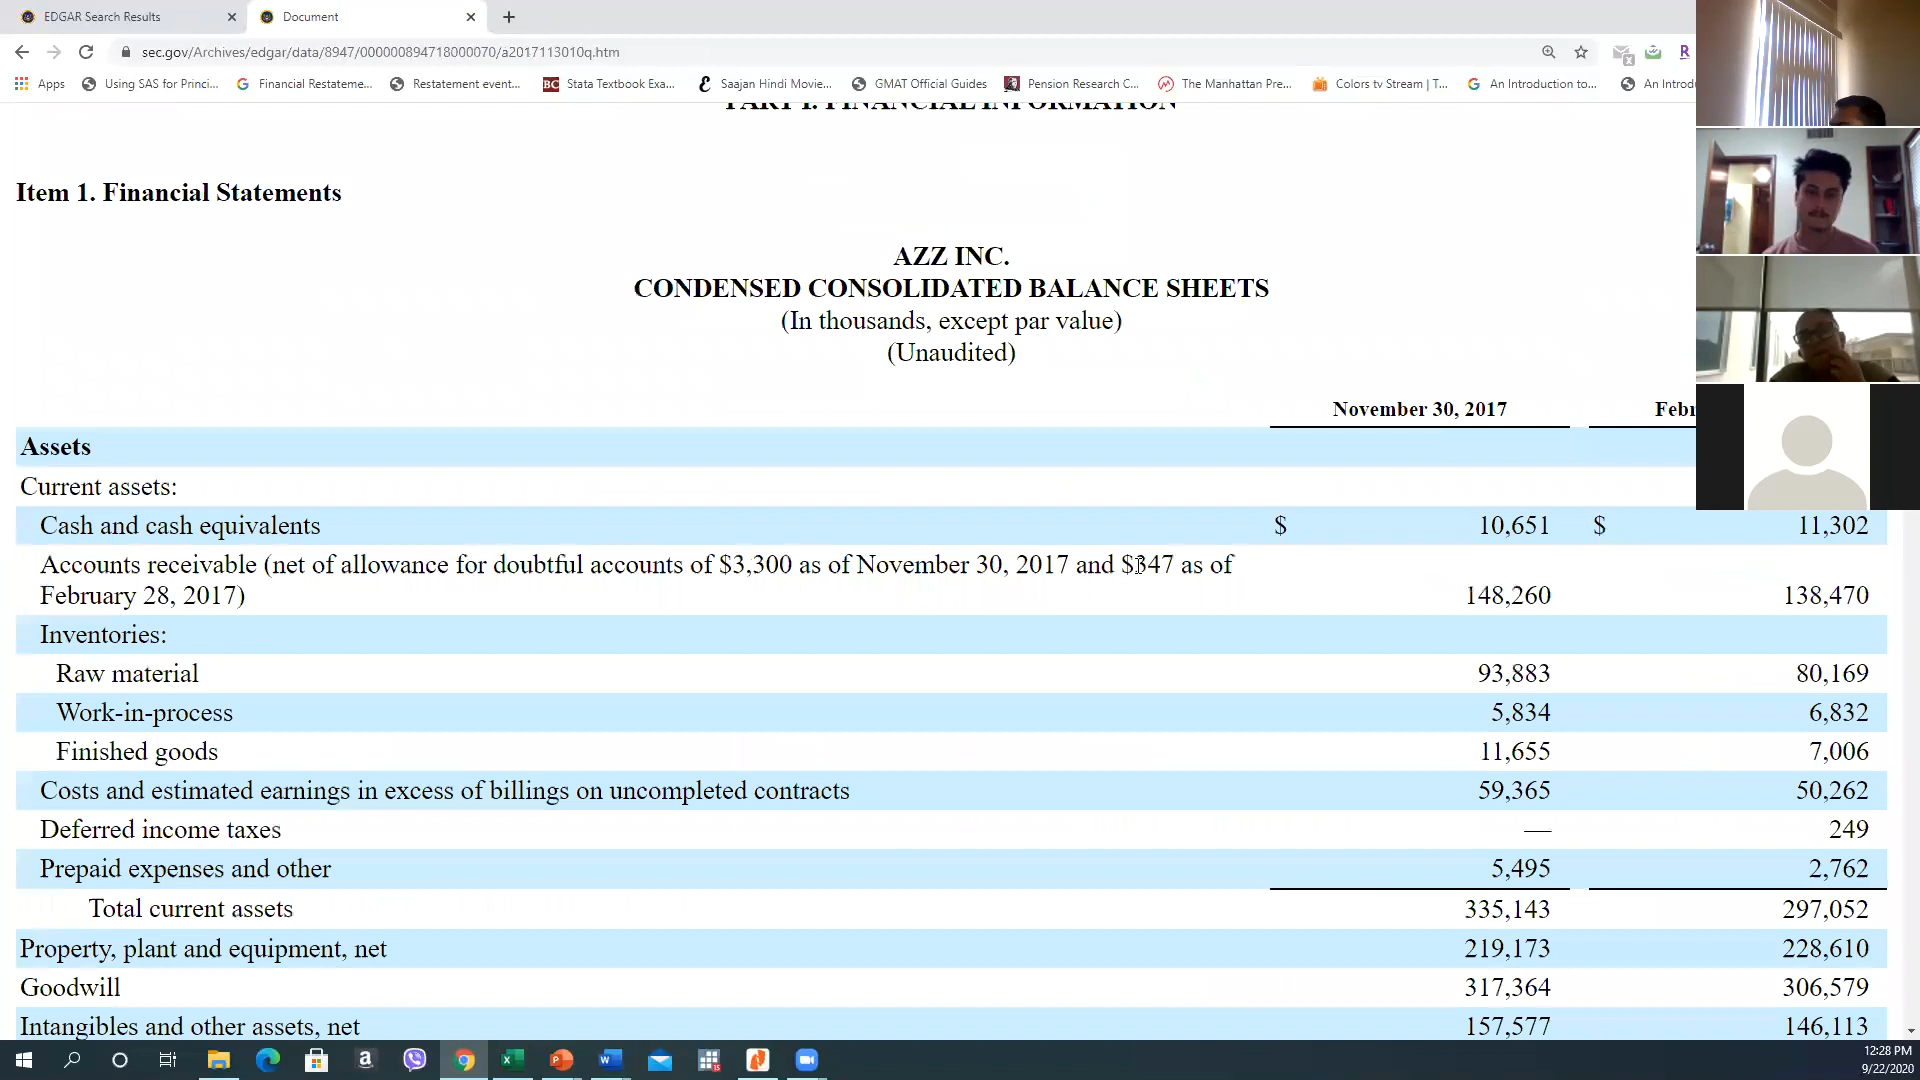 EDGAR Search Results
Document
sec.gov/Archives/edgar/data/8947/000000894718000070/a2017113010q.htm
Apps
Using SAS for Princi...
Financial Restateme...
Restatement event...
Stata Textbook Exa...
Saajan Hindi Movie...
GMAT Official Guides
Pension Research C...
The Manhattan Pre...
Colors tv Stream | T...
An Introduction to...
An Introd
PART I. FINANCIAL INFORMATION
Item 1. Financial Statements
AZZ INC.
CONDENSED CONSOLIDATED BALANCE SHEETS
(In thousands, except par value)
(Unaudited)
November 30, 2017 Febr
Assets
Current assets:
Cash and cash equivalents $ 10,651 $ 11,302
Accounts receivable (net of allowance for doubtful accounts of $3,300 as of November 30, 2017 and $347 as of
February 28, 2017) 148,260 138,470
Inventories:
Raw material 93,883 80,169
Work-in-process 5,834 6,832
Finished goods 11,655 7,006
Costs and estimated earnings in excess of billings on uncompleted contracts 59,365 50,262
Deferred income taxes — 249
Prepaid expenses and other 5,495 2,762
Total current assets 335,143 297,052
Property, plant and equipment, net 219,173 228,610
Goodwill 317,364 306,579
Intangibles and other assets, net 157,577 146,113
12:28 PM
9/22/2020